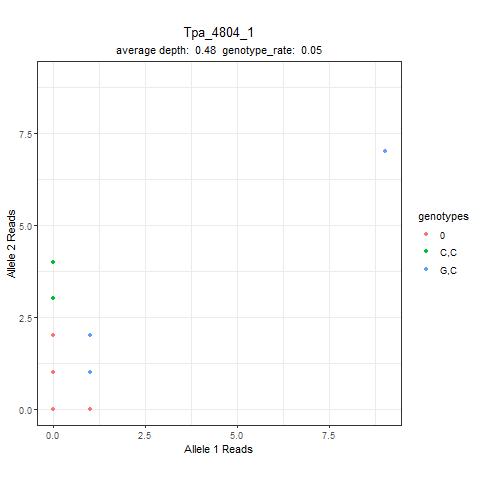 Tpa_4804_1
average depth:  0.48  genotype_rate:  0.05
7.5
5.0
2.5
0.0
Allele 2 Reads
0.0 2.5 5.0 7.5
Allele 1 Reads
genotypes
0
C,C
G,C